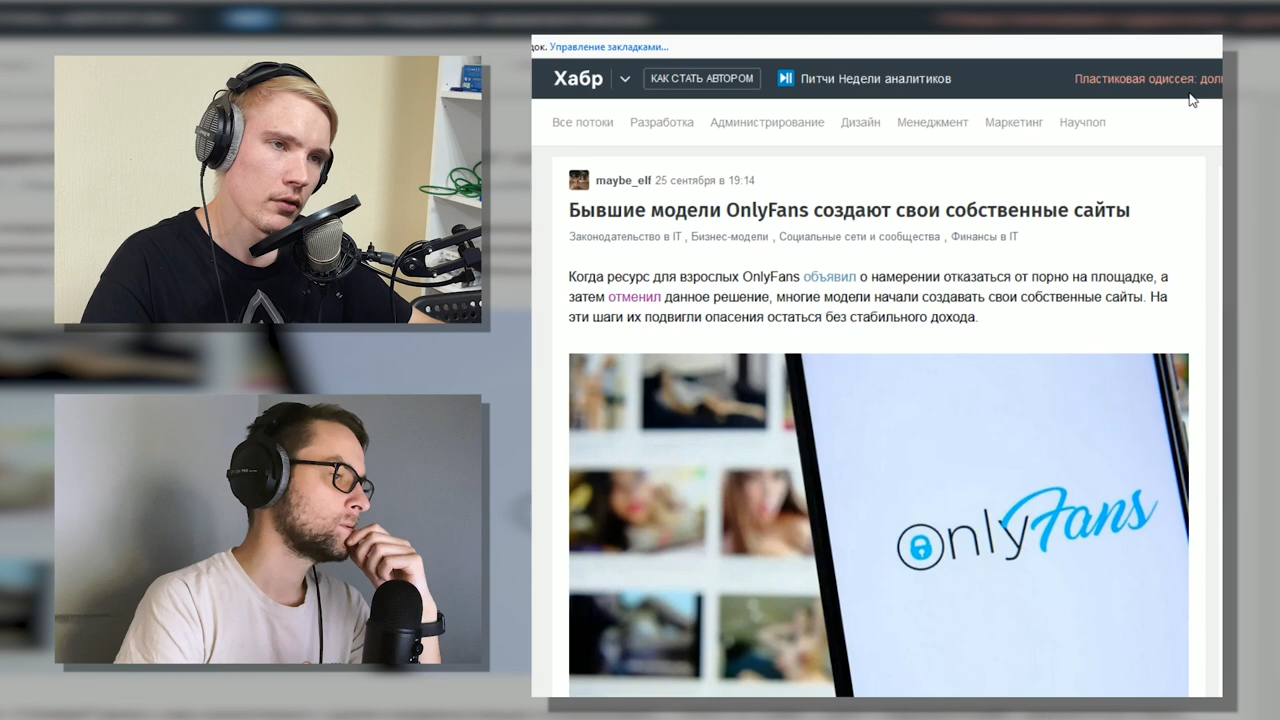 док. Управление закладками...
Хабр
КАК СТАТЬ АВТОРОМ
Питчи Недели аналитиков
Пластиковая одиссея: дол
Все потоки Разработка Администрирование Дизайн Менеджмент Маркетинг Научпоп
maybe_elf 25 сентября в 19:14
Бывшие модели OnlyFans создают свои собственные сайты
Законодательство в IT , Бизнес-модели , Социальные сети и сообщества , Финансы в IT
Когда ресурс для взрослых OnlyFans объявил о намерении отказаться от порно на площадке, а
затем отменил данное решение, многие модели начали создавать свои собственные сайты. На
эти шаги их подвигли опасения остаться без стабильного дохода.
OnlyFans